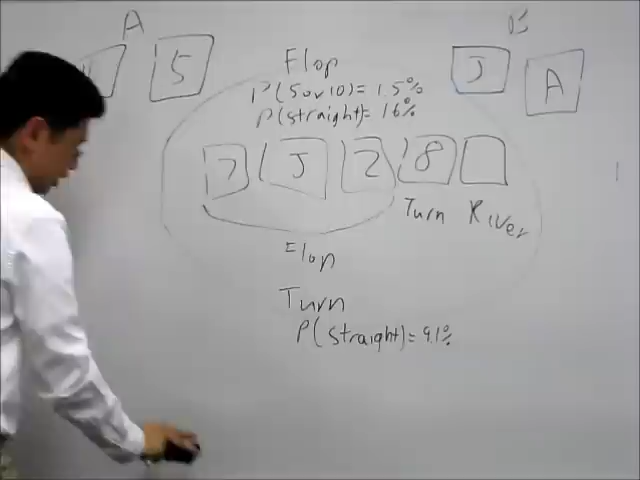 A
B
5
J
A
Flop
P(5 or 10)= 1.5%
P(straight)= 16%
7 J 2 8
Turn River
Flop
Turn
P(straight)= 9.1%